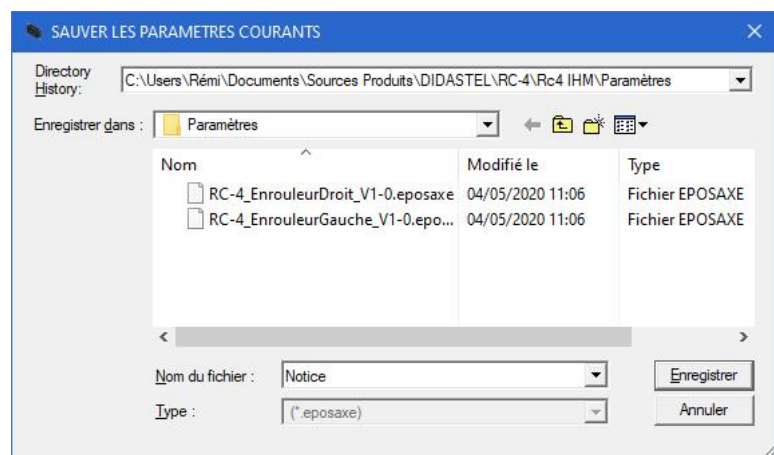 SAUVER LES PARAMETRES COURANTS
Directory History: C:\Users\Rémi\Documents\Sources Produits\DIDASTEL\RC-4\Rc4 IHM\Paramètres
Enregistrer dans : Paramètres
Nom Modifié le Type
RC-4_EnrouleurDroit_V1-0.eposaxe 04/05/2020 11:06 Fichier EPOSAXE
RC-4_EnrouleurGauche_V1-0.epo... 04/05/2020 11:06 Fichier EPOSAXE
Nom du fichier : Notice Enregistrer
Type : (*.eposaxe) Annuler